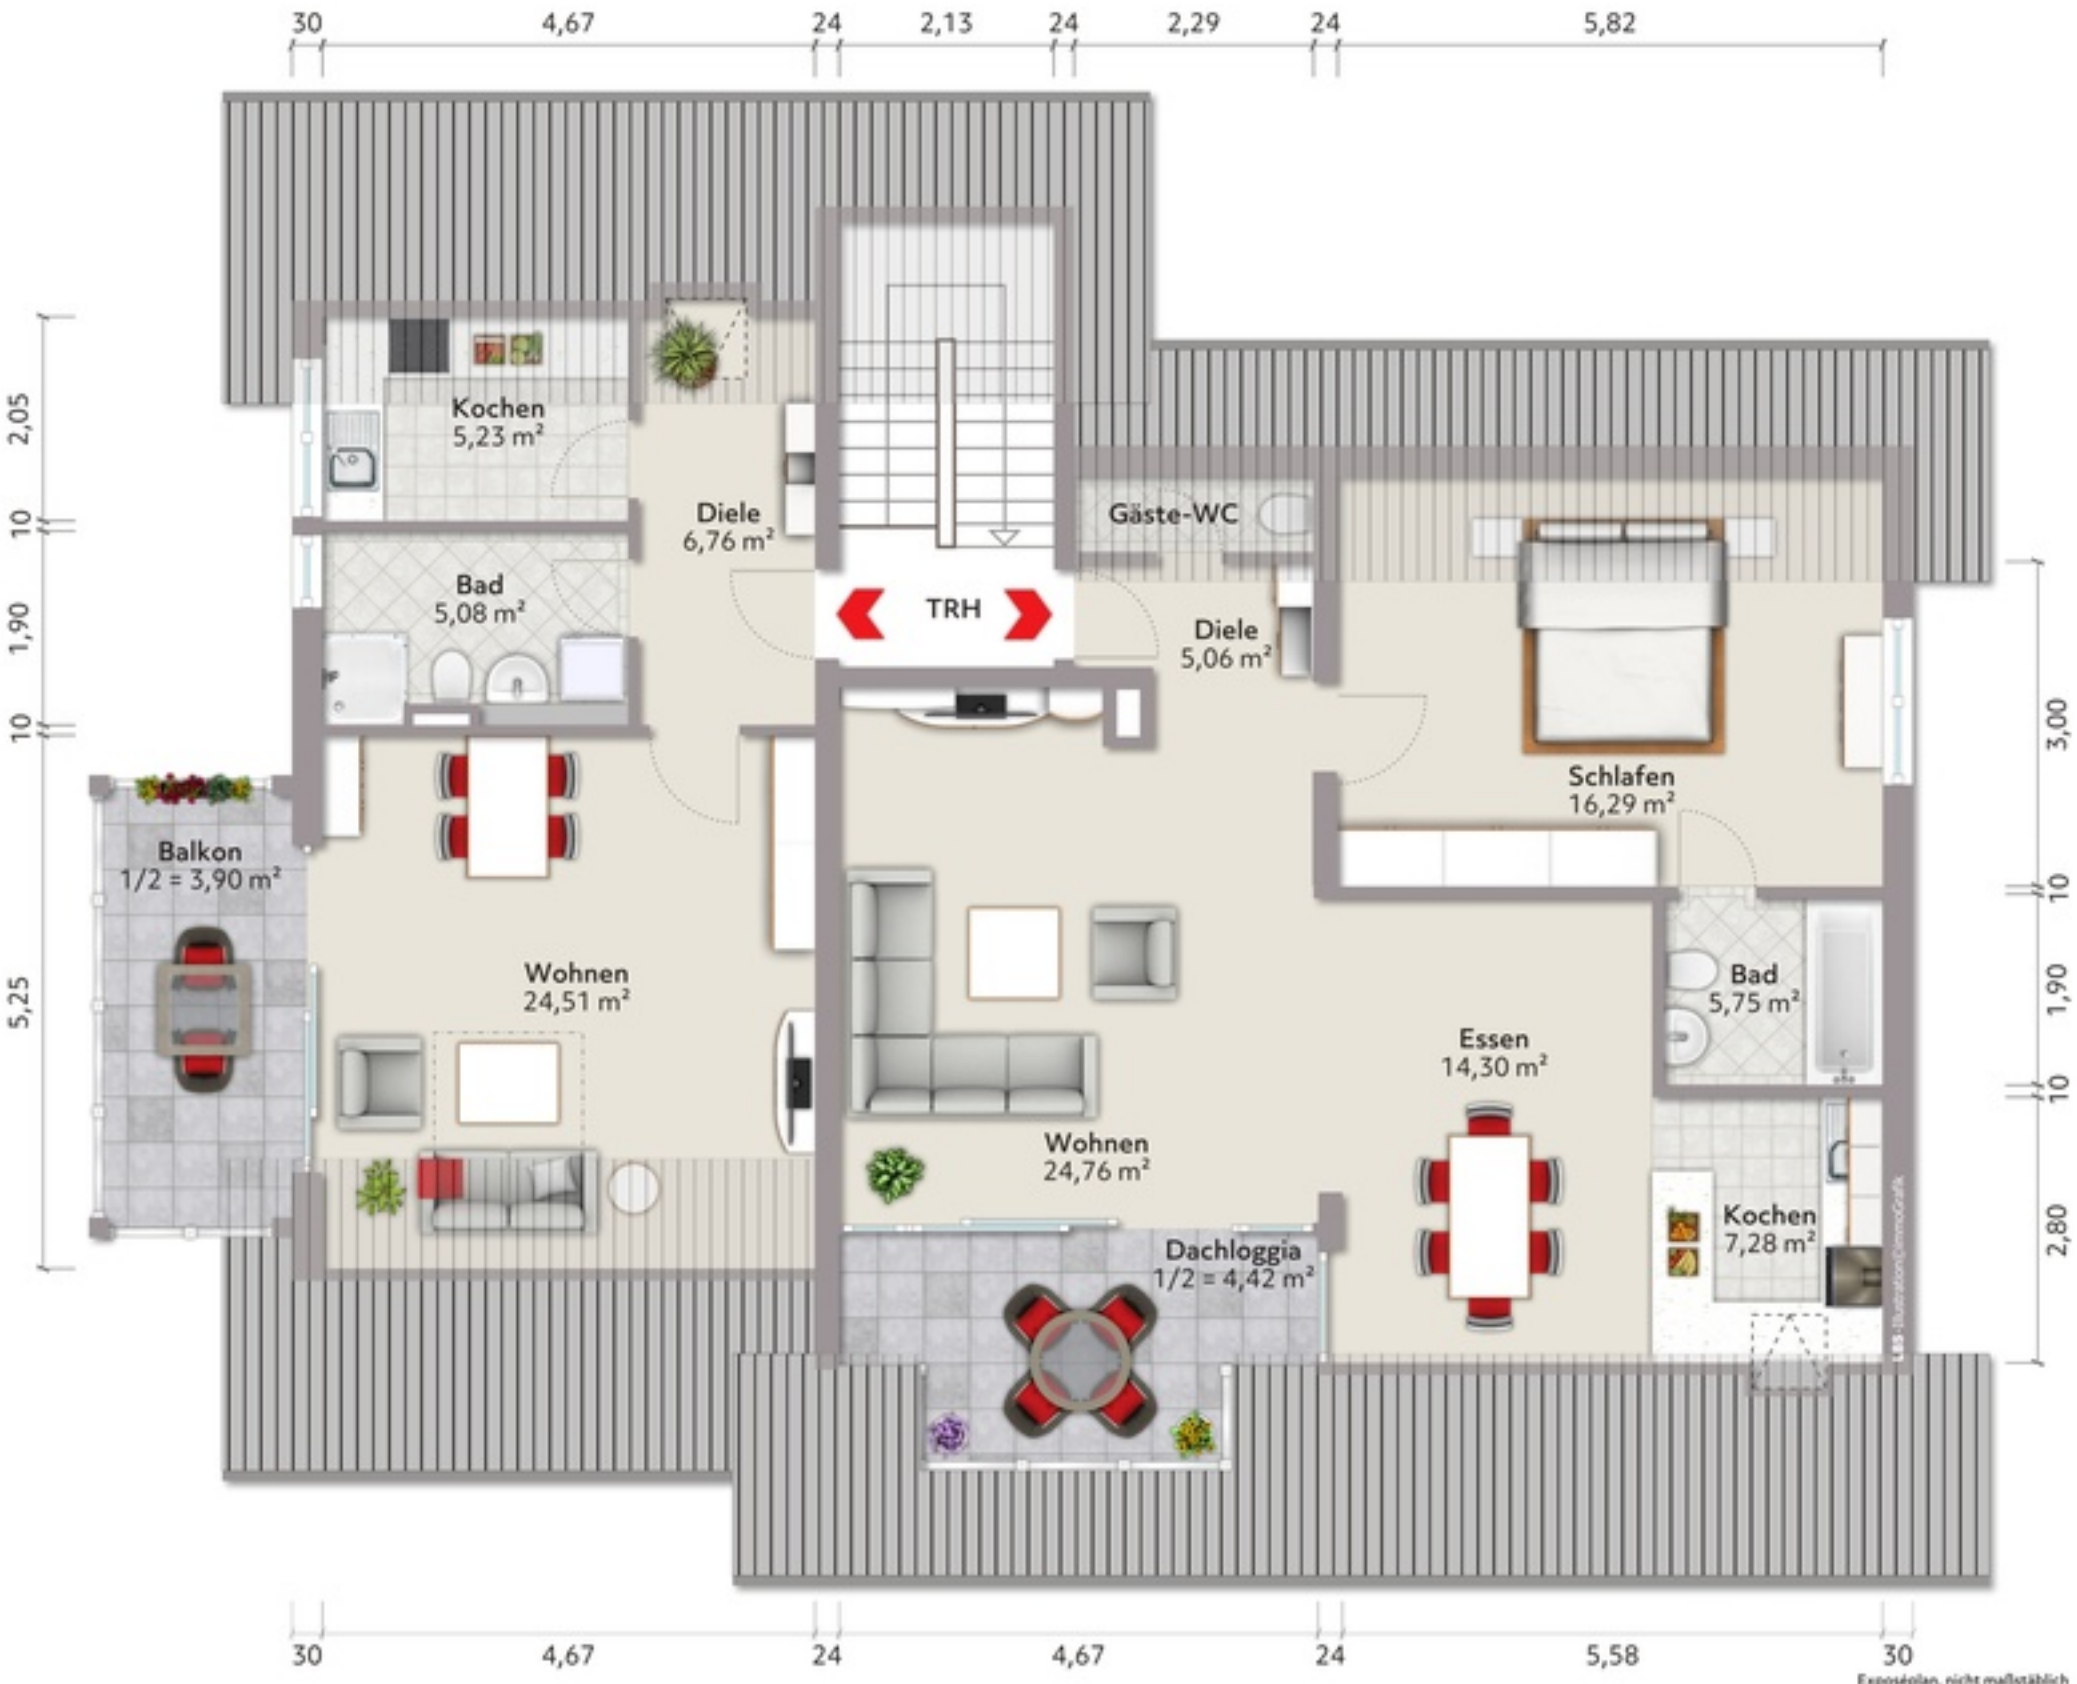 30 4,67 24 2,13 24 2,29 24 5,82
2,05
10
1,90
10
5,25
Kochen
5,23 m²
Diele
6,76 m²
Bad
5,08 m²
TRH
Gäste-WC
Diele
5,06 m²
Schlafen
16,29 m²
Balkon
1/2 = 3,90 m²
Wohnen
24,51 m²
Wohnen
24,76 m²
Essen
14,30 m²
Bad
5,75 m²
Kochen
7,28 m²
Dachloggia
1/2 = 4,42 m²
3,00
10
1,90
10
2,80
30 4,67 24 4,67 24 5,58 30
Exposéplan, nicht maßstäblich